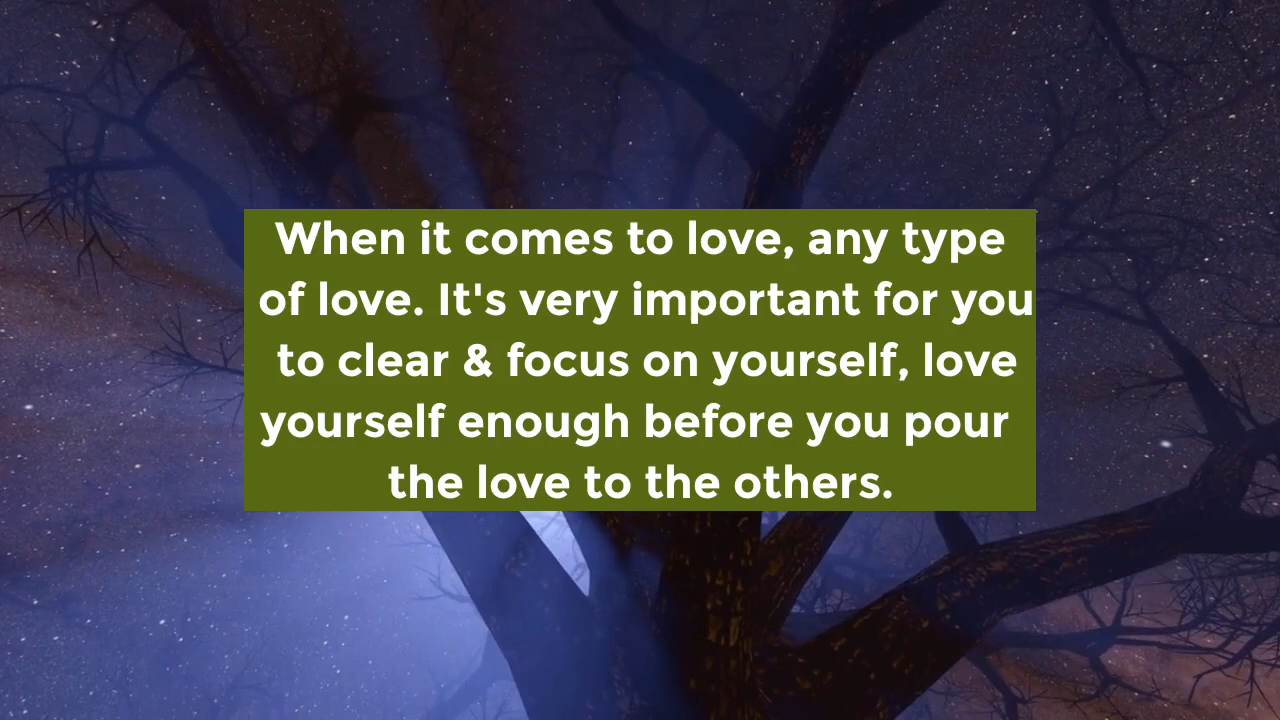 When it comes to love, any type
of love. It's very important for you
to clear & focus on yourself, love
yourself enough before you pour
the love to the others.